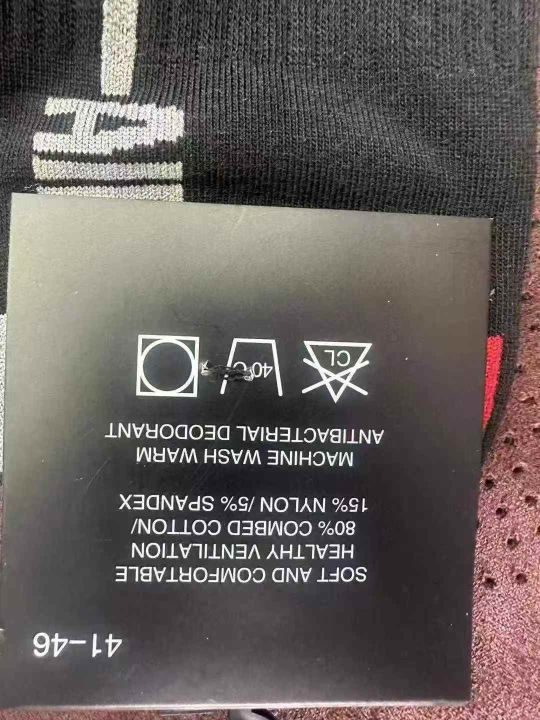 41-46
SOFT AND COMFORTABLE
HEALTHY VENTILATION
80% COMBED COTTON/
15% NYLON /5% SPANDEX
MACHINE WASH WARM
ANTIBACTERIAL DEODORANT
CL 40°C